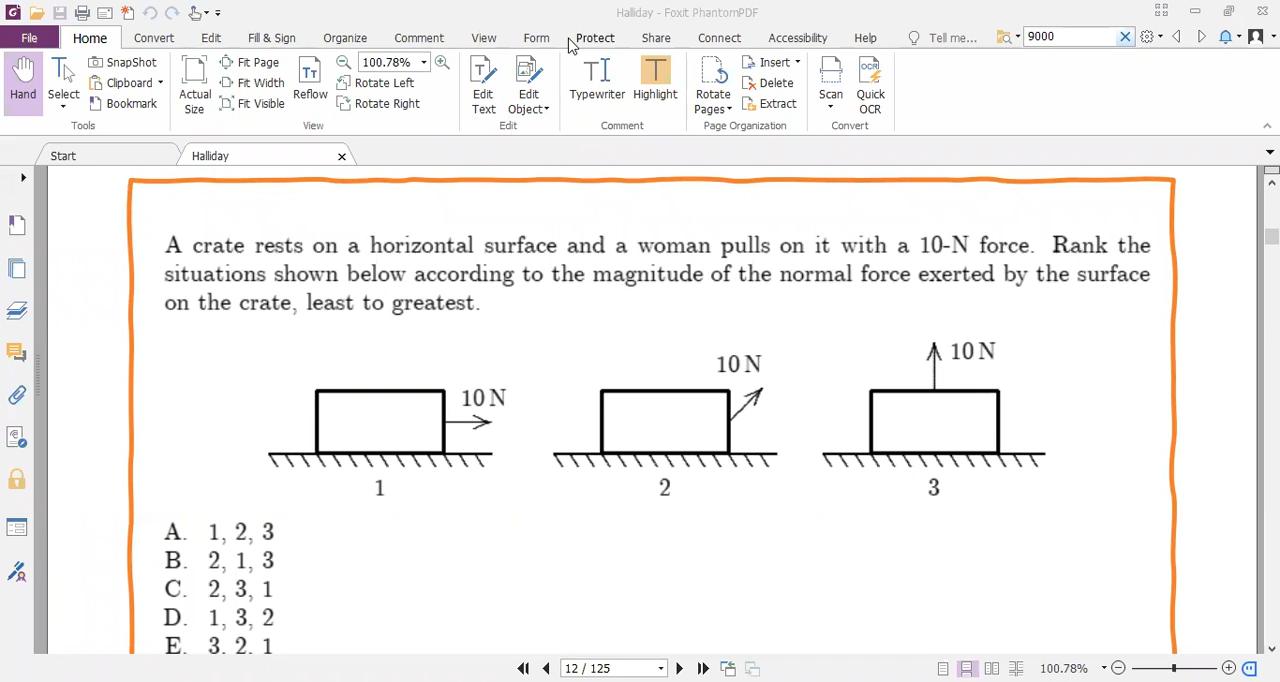 Halliday - Foxit PhantomPDF
File Home Convert Edit Fill & Sign Organize Comment View Form Protect Share Connect Accessibility Help Tell me... 9000
Hand
Select
SnapShot
Clipboard
Bookmark
Tools
Actual Size
Fit Page
Fit Width
Fit Visible
Reflow
100.78%
Rotate Left
Rotate Right
View
Edit Text
Edit Object
Edit
Typewriter
Highlight
Comment
Rotate Pages
Insert
Delete
Extract
Page Organization
Scan
OCR
Quick OCR
Convert
Start
Halliday
A crate rests on a horizontal surface and a woman pulls on it with a 10-N force. Rank the
situations shown below according to the magnitude of the normal force exerted by the surface
on the crate, least to greatest.
10 N
10 N
10 N
1
2
3
A. 1, 2, 3
B. 2, 1, 3
C. 2, 3, 1
D. 1, 3, 2
E. 3, 2, 1
12 / 125
100.78%